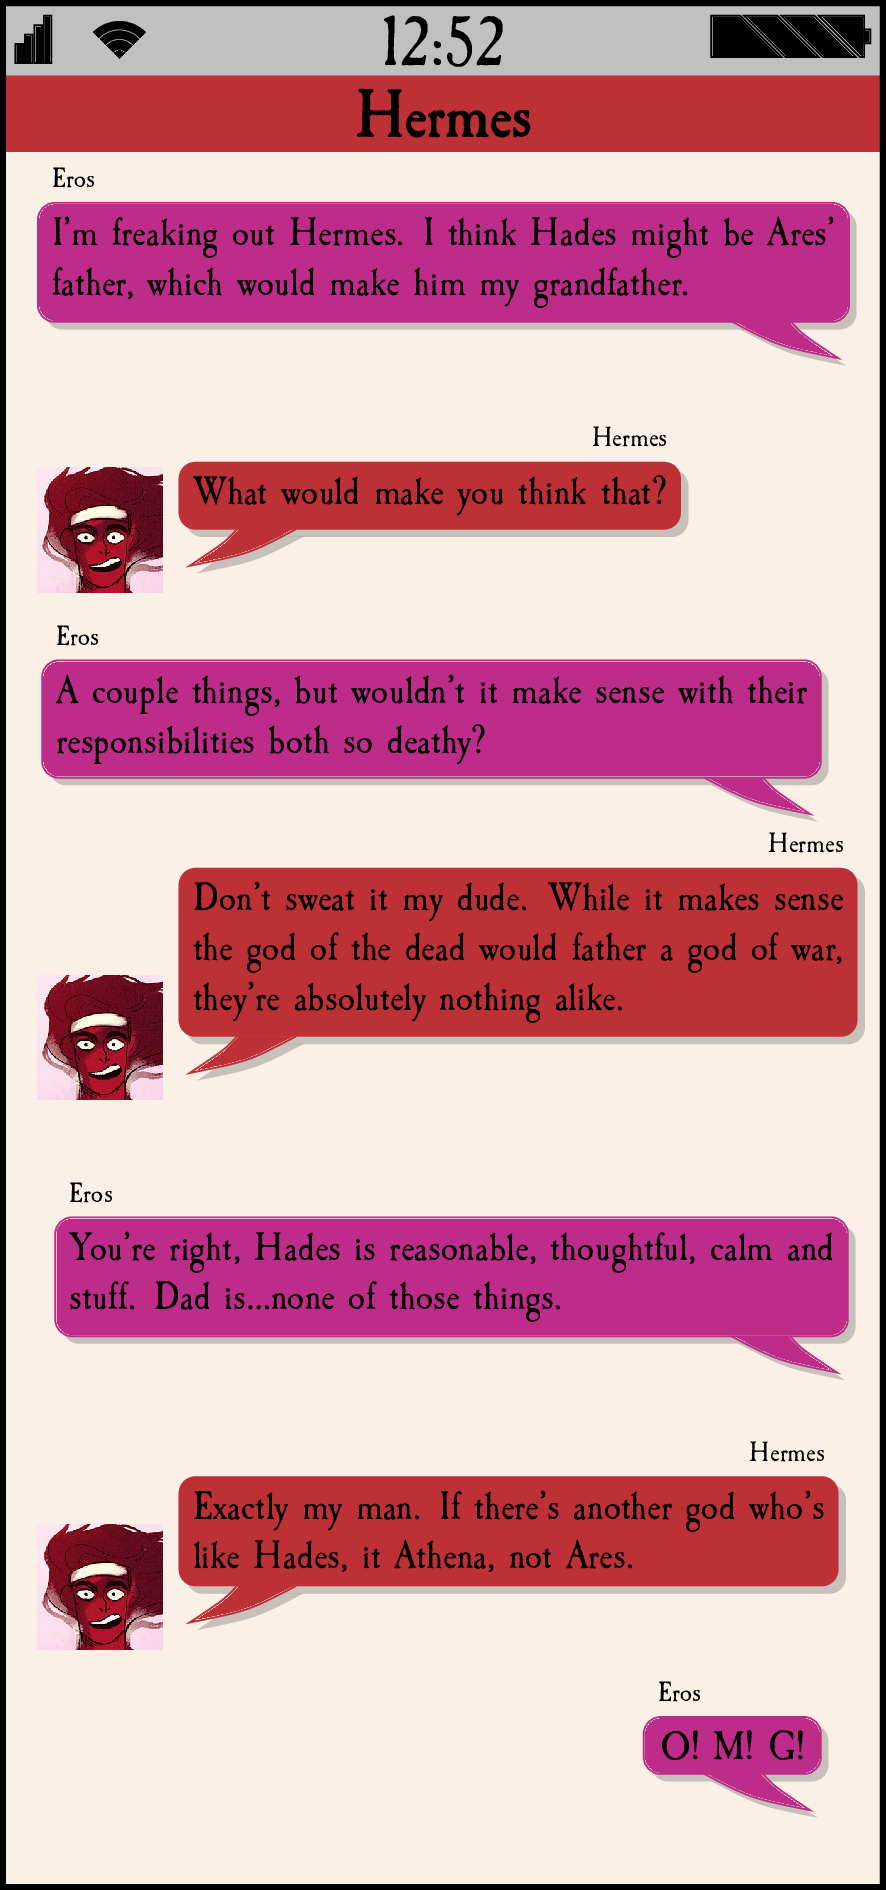 12:52
Hermes
Eros
I'm freaking out Hermes. I think Hades might be Ares'
father, which would make him my grandfather.
Hermes
What would make you think that?
Eros
A couple things, but wouldn't it make sense with their
responsibilities both so deathy?
Hermes
Don't sweat it my dude. While it makes sense
the god of the dead would father a god of war,
they're absolutely nothing alike.
Eros
You're right, Hades is reasonable, thoughtful, calm and
stuff. Dad is...none of those things.
Hermes
Exactly my man. If there's another god who's
like Hades, it Athena, not Ares.
Eros
O! M! G!